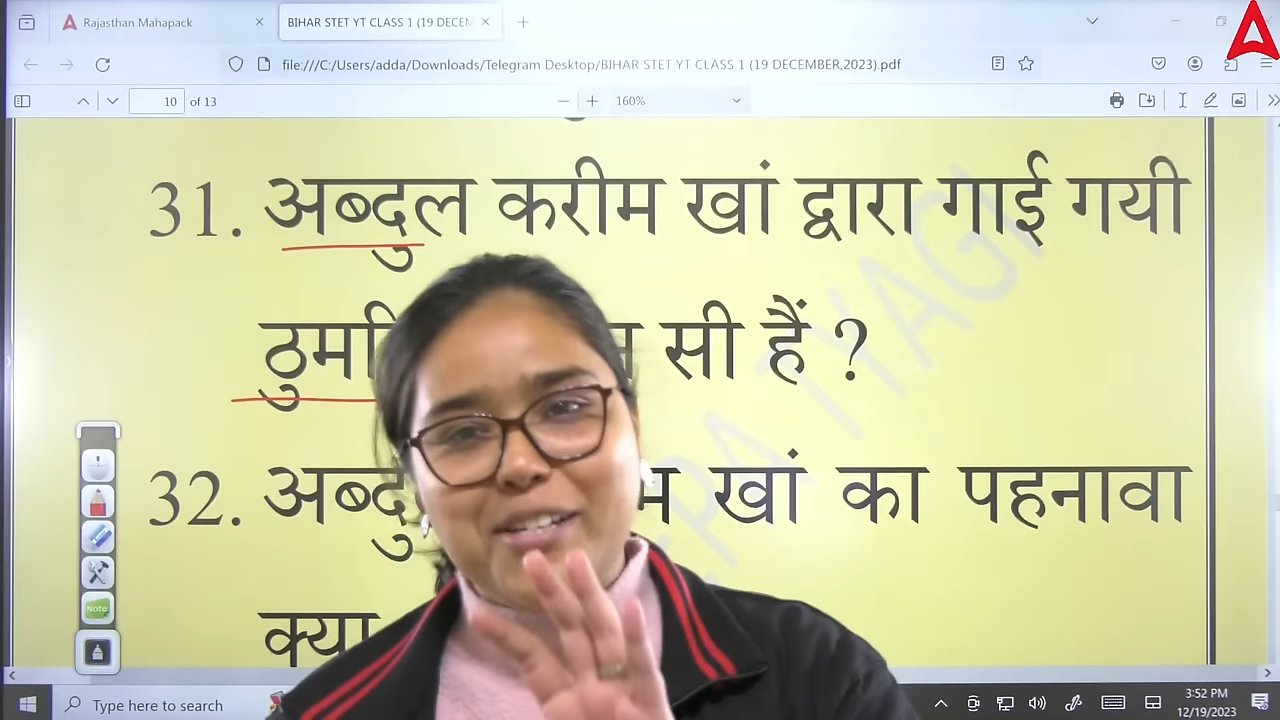 Rajasthan Mahapack
BIHAR STET YT CLASS 1 (19 DECEM
file:///C:/Users/adda/Downloads/Telegram Desktop/BIHAR STET YT CLASS 1 (19 DECEMBER,2023).pdf
10 of 13
160%
31. अब्दुल करीम खां द्वारा गाई गयी
सी हैं ?
32. खां का पहनावा
क्या
Note
Type here to search
3:52 PM
12/19/2023